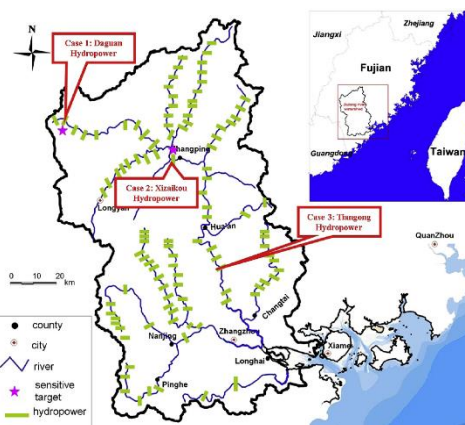 Case 1: Daguan
Hydropower
Zhangping
Case 2: Xizaikou
Hydropower
Longyan
Hua'an
Case 3: Tiangong
Hydropower
Changtai
Nanjing
Zhangzhou
Longhai
Pinghe
QuanZhou
Xiame
N
0 10 20
km
county
city
river
sensitive
target
hydropower
Jiangxi
Zhejiang
Fujian
Guangdong
Taiwan